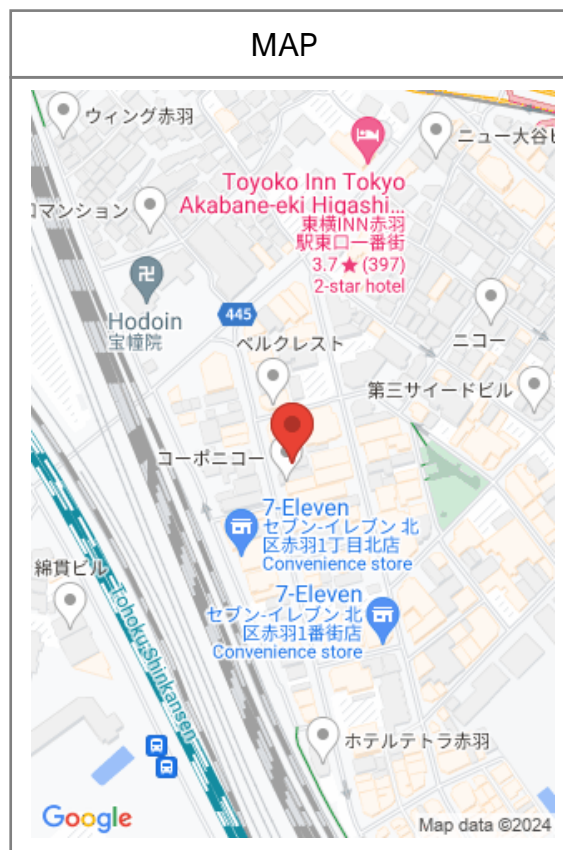 MAP
ウィング赤羽
ニュー大谷ビ
Toyoko Inn Tokyo
Akabane-eki Higashi...
東横INN赤羽
駅東口一番街
3.7★(397)
2-star hotel
マンション
Hodoin
宝幢院
445
ベルクレスト
ニコー
第三サイードビル
コーポニコー
7-Eleven
セブン-イレブン 北
区赤羽1丁目北店
Convenience store
綿貫ビル
7-Eleven
セブン-イレブン 北
区赤羽1番街店
Convenience store
Tohoku Shinkansen
ホテルテトラ赤羽
Google
Map data ©2024